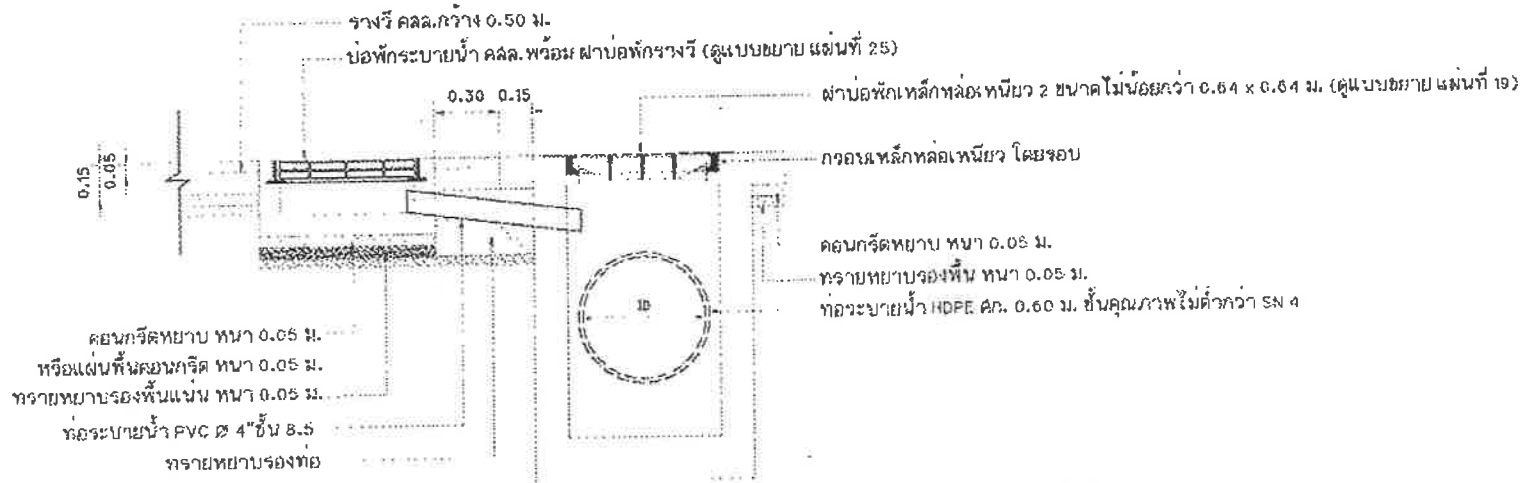 รางวี คสล.กว้าง 0.50 ม.
บ่อพักระบายน้ำ คสล. พร้อม ฝาบ่อพักรางวี (ดูแบบขยาย แผ่นที่ 25)
ฝาบ่อพักเหล็กหล่อเหนียว 2 ขนาดไม่น้อยกว่า 0.64 x 0.64 ม. (ดูแบบขยาย แผ่นที่ 19)
0.30 0.15
กรอบเหล็กหล่อเหนียว โดยรอบ
0.15
0.05
คอนกรีตหยาบ หนา 0.05 ม.
ทรายหยาบรองพื้น หนา 0.05 ม.
ท่อระบายน้ำ HDPE ศก. 0.60 ม. ชั้นคุณภาพไม่ต่ำกว่า SN 4
ID
คอนกรีตหยาบ หนา 0.05 ม.
หรือแผ่นพื้นคอนกรีต หนา 0.05 ม.
ทรายหยาบรองพื้นแน่น หนา 0.05 ม.
ท่อระบายน้ำ PVC Ø 4" ชั้น 8.5
ทรายหยาบรองท่อ